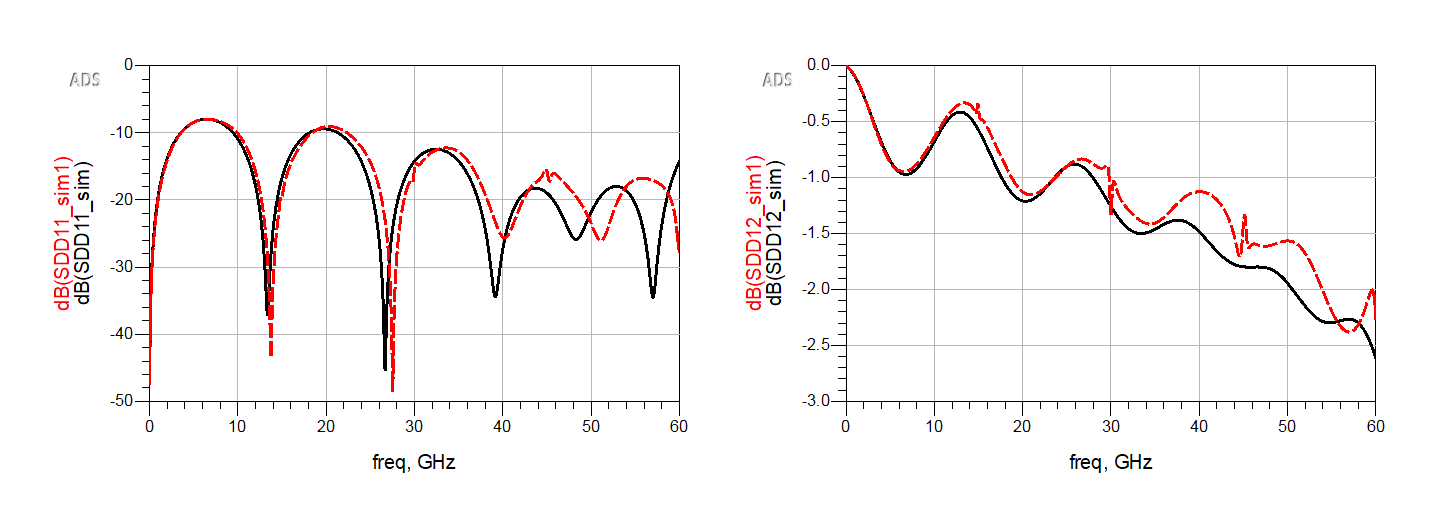 ADS
dB(SDD11_sim1)
dB(SDD11_sim)
0
-10
-20
-30
-40
-50
0 10 20 30 40 50 60
freq, GHz
ADS
dB(SDD12_sim1)
dB(SDD12_sim)
0.0
-0.5
-1.0
-1.5
-2.0
-2.5
-3.0
0 10 20 30 40 50 60
freq, GHz